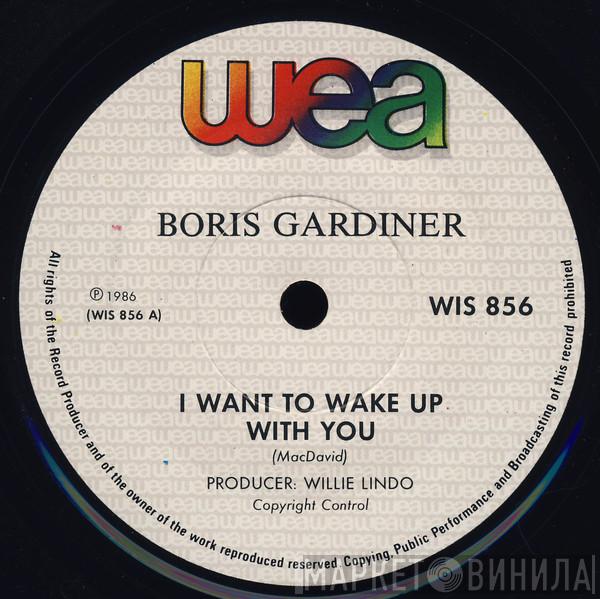 wea
BORIS GARDINER
℗ 1986
(WIS 856 A)
WIS 856
I WANT TO WAKE UP
WITH YOU
(MacDavid)
PRODUCER: WILLIE LINDO
Copyright Control
All rights of the Record Producer and of the owner of the work reproduced reserved. Copying, Public Performance and Broadcasting of this record prohibited
МАРКЕТ ВИНИЛА